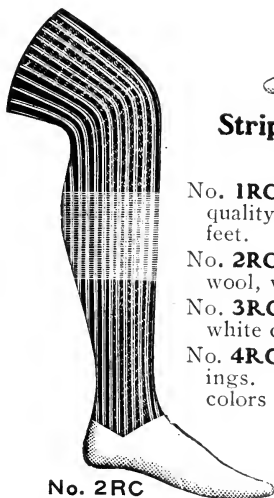 Strip
No. 1RC
quality
feet.
No. 2RC
wool, v
No. 3RC
white c
No. 4RC
ings.
colors
No. 2RC